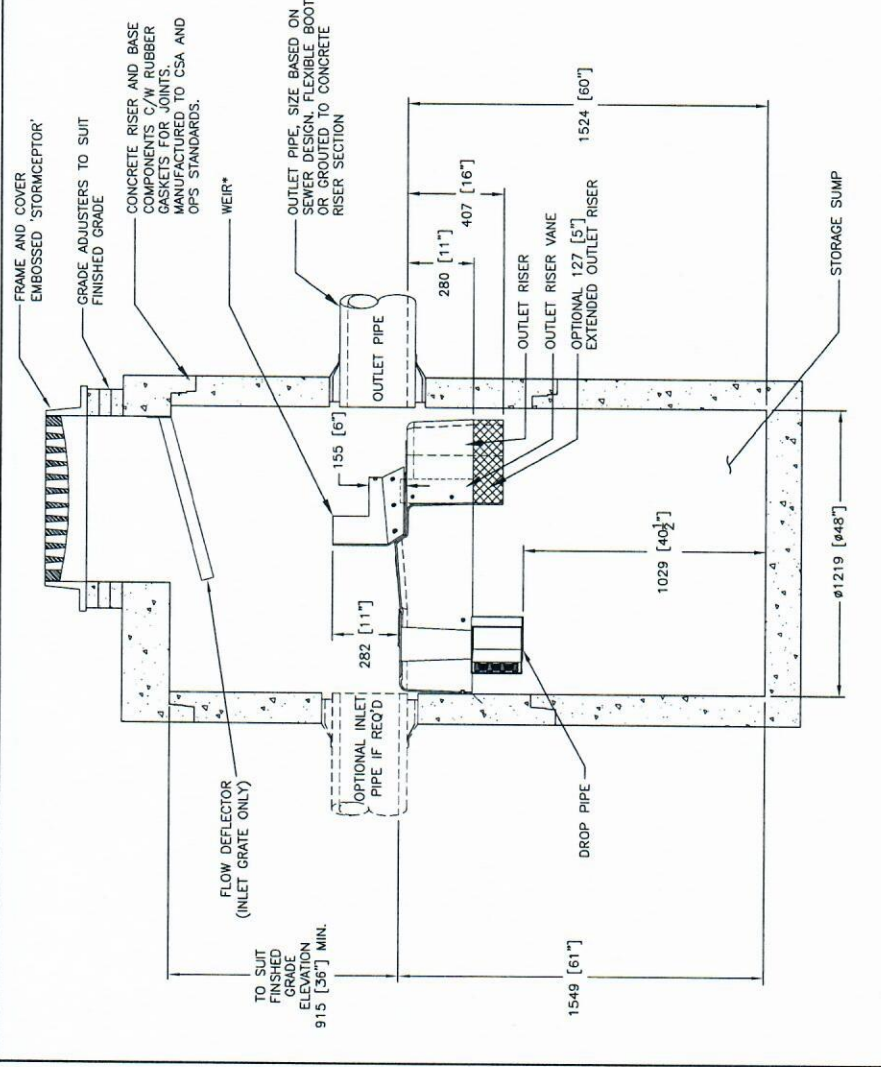 FRAME AND COVER
EMBOSSED 'STORMCEPTOR'
GRADE ADJUSTERS TO SUIT
FINISHED GRADE
CONCRETE RISER AND BASE
COMPONENTS C/W RUBBER
GASKETS FOR JOINTS.
MANUFACTURED TO CSA AND
OPS STANDARDS.
WEIR*
OUTLET PIPE, SIZE BASED ON
SEWER DESIGN. FLEXIBLE BOOT
OR GROUTED TO CONCRETE
RISER SECTION
FLOW DEFLECTOR
(INLET GRATE ONLY)
TO SUIT
FINSHED
GRADE
ELEVATION
915 [36"] MIN.
OPTIONAL INLET
PIPE IF REQ'D
282 [11"]
155 [6"]
OUTLET PIPE
280 [11"]
407 [16"]
1524 [60"]
OUTLET RISER
OUTLET RISER VANE
OPTIONAL 127 [5"]
EXTENDED OUTLET RISER
1549 [61"]
DROP PIPE
1029 [40½"]
STORAGE SUMP
ø1219 [ø48"]